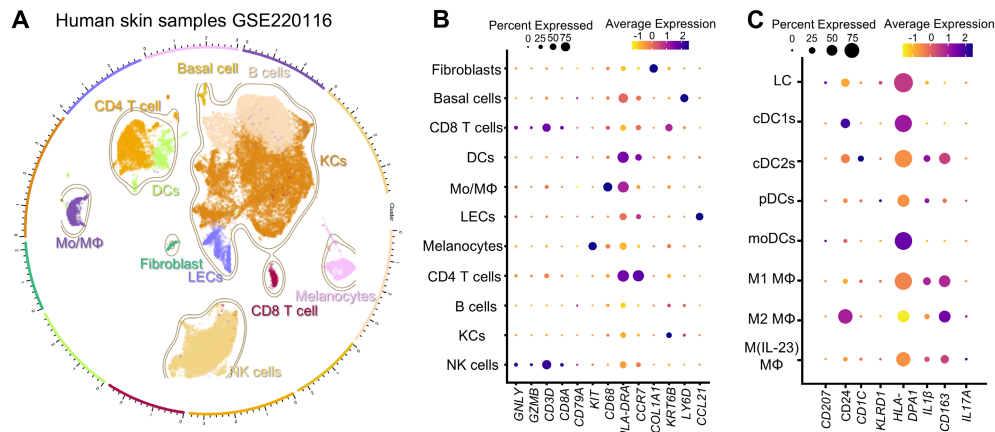 A Human skin samples GSE220116
Basal cell
B cells
CD4 T cell
KCs
DCs
Mo/MΦ
Fibroblast
LECs
Melanocytes
CD8 T cell
NK cells
Cluster
B
Percent Expressed Average Expression
0 25 50 75 -1 0 1 2
Fibroblasts
Basal cells
CD8 T cells
DCs
Mo/MΦ
LECs
Melanocytes
CD4 T cells
B cells
KCs
NK cells
GNLY GZMB CD3D CD8A CD79A KIT CD68 ILA-DRA CCR7 COL1A1 KRT6B LY6D CCL21
C
Percent Expressed Average Expression
0 25 50 75 -1 0 1 2
LC
cDC1s
cDC2s
pDCs
moDCs
M1 MΦ
M2 MΦ
M(IL-23)
MΦ
CD207 CD24 CD1C KLRD1 HLA-DPA1 IL1β CD163 IL17A